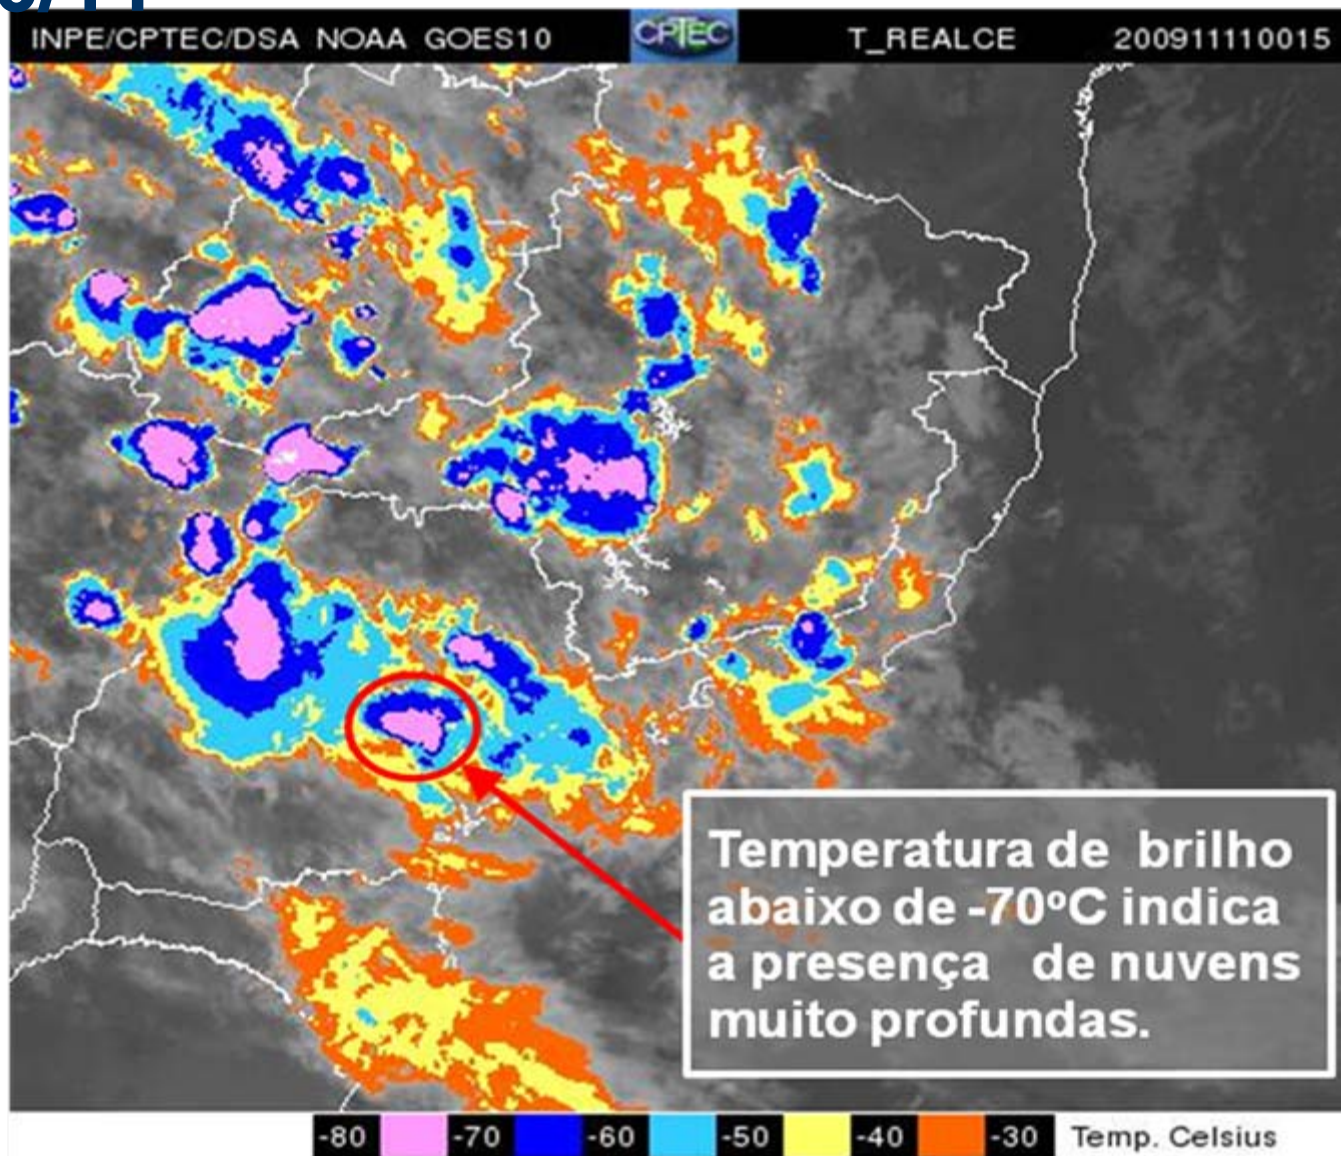 INPE/CPTEC/DSA NOAA GOES10 CPTEC T_REALCE 200911110015
Temperatura de brilho
abaixo de -70ºC indica
a presença de nuvens
muito profundas.
-80 -70 -60 -50 -40 -30 Temp. Celsius